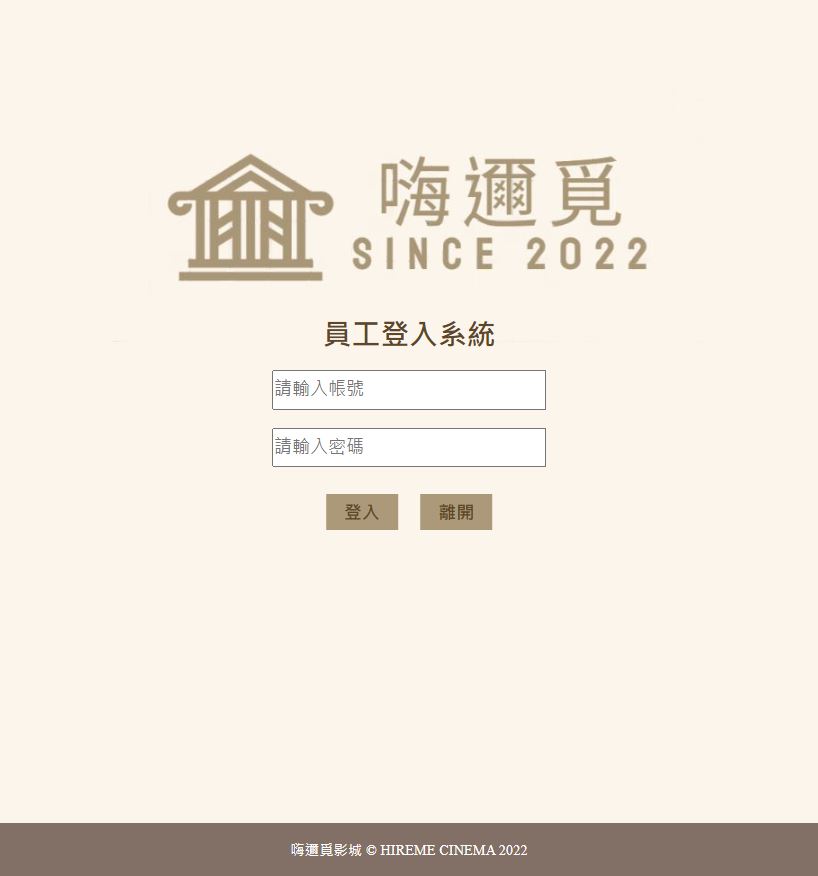 嗨邇覓
SINCE 2022
員工登入系統
請輸入帳號
請輸入密碼
登入 離開
嗨邇覓影城 © HIREME CINEMA 2022